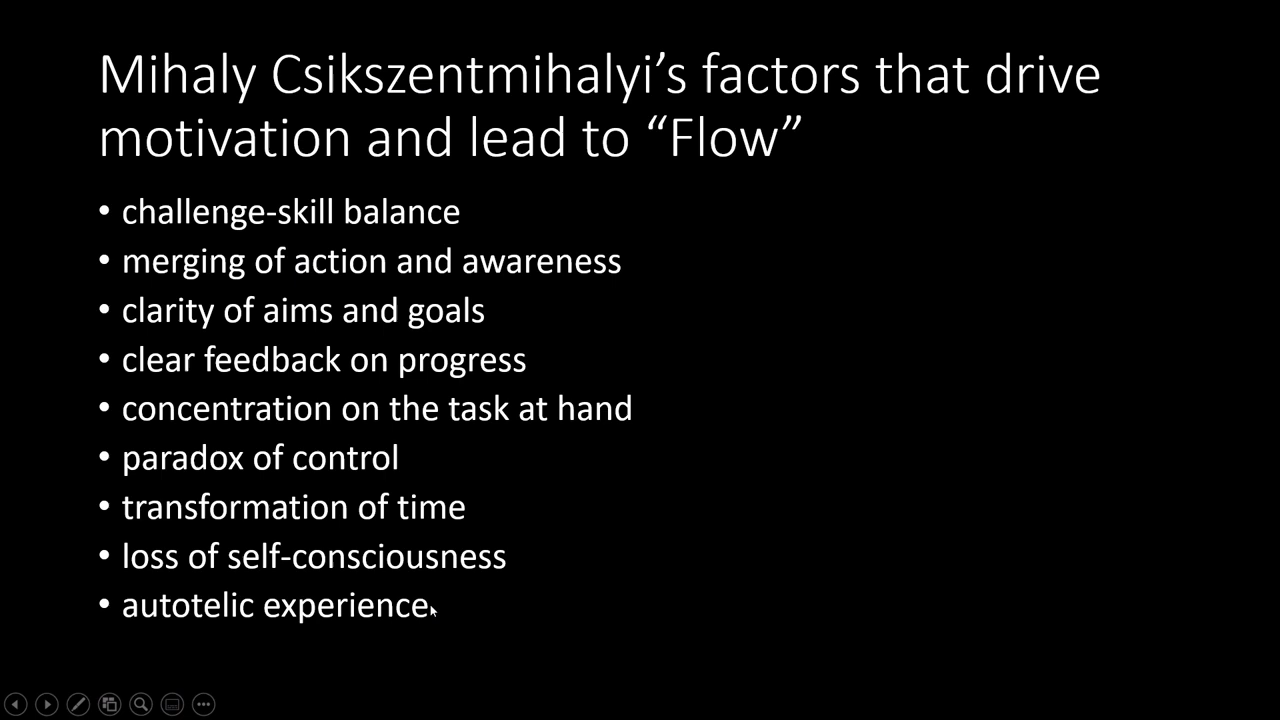 Mihaly Csikszentmihalyi’s factors that drive
motivation and lead to “Flow”
• challenge-skill balance
• merging of action and awareness
• clarity of aims and goals
• clear feedback on progress
• concentration on the task at hand
• paradox of control
• transformation of time
• loss of self-consciousness
• autotelic experience